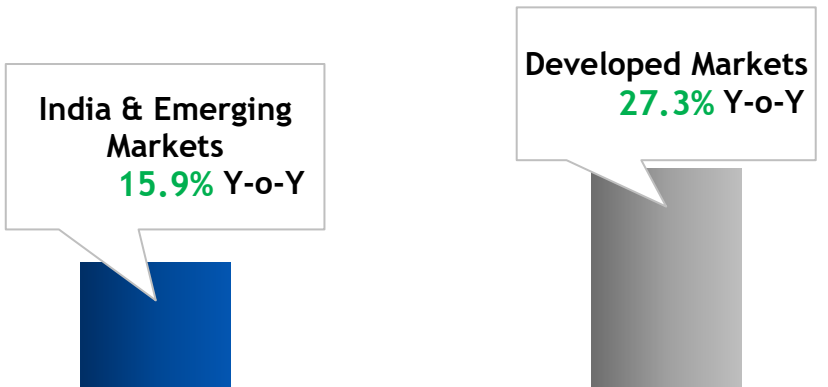 India & Emerging
Markets
15.9% Y-o-Y
Developed Markets
27.3% Y-o-Y